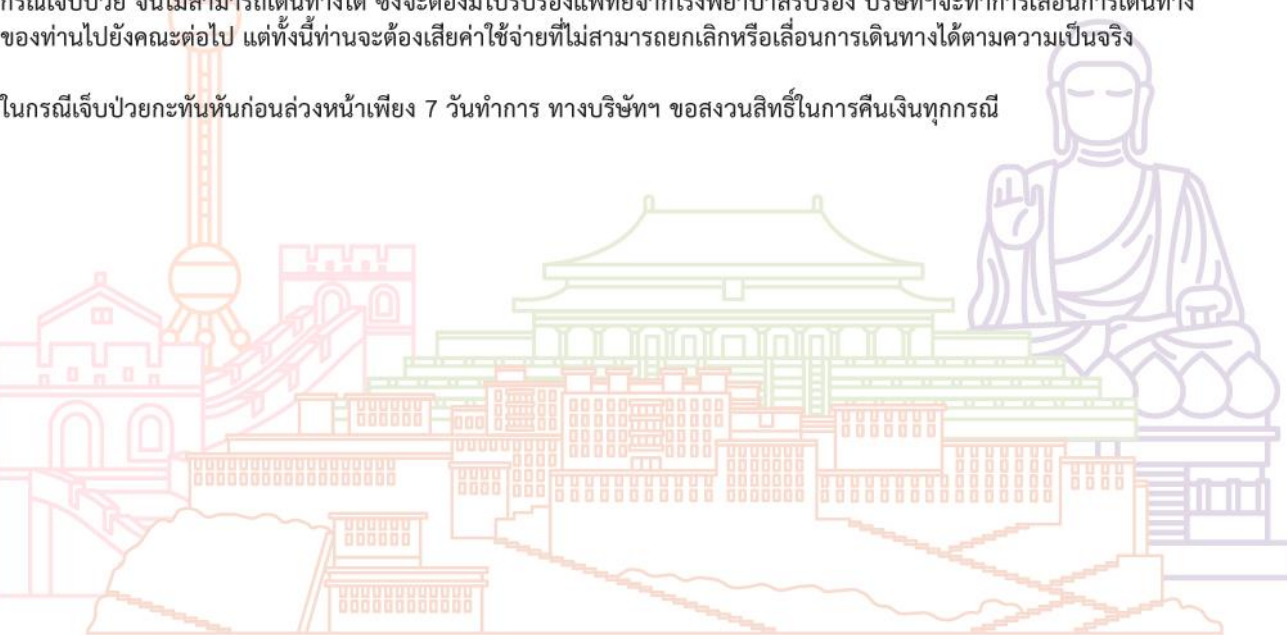 กรณีเจ็บป่วย จนไม่สามารถเดินทางได้ ซึ่งจะต้องมีใบรับรองแพทย์จากโรงพยาบาลรับรอง บริษัทฯจะทำการเลื่อนการเดินทาง
ของท่านไปยังคณะต่อไป แต่ทั้งนี้ท่านจะต้องเสียค่าใช้จ่ายที่ไม่สามารถยกเลิกหรือเลื่อนการเดินทางได้ตามความเป็นจริง
ในกรณีเจ็บป่วยกะทันหันก่อนล่วงหน้าเพียง 7 วันทำการ ทางบริษัทฯ ขอสงวนสิทธิ์ในการคืนเงินทุกกรณี